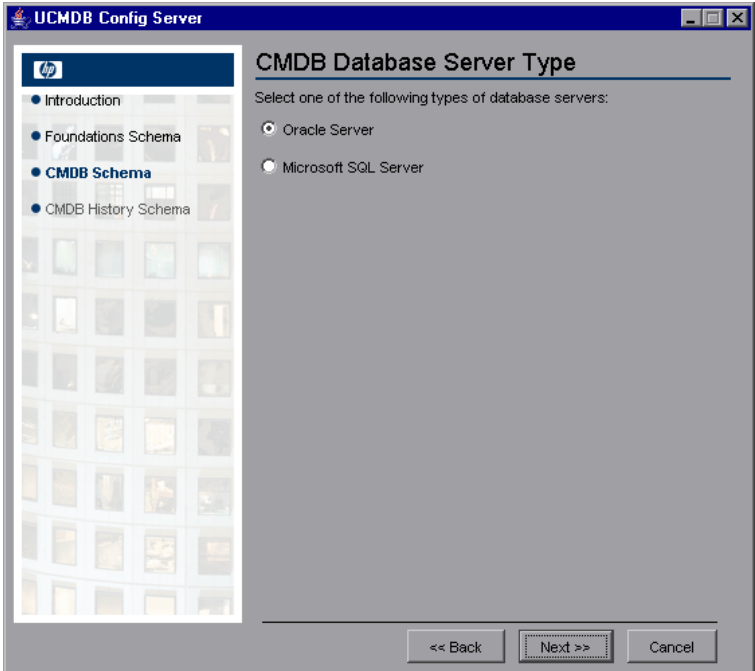 UCMDB Config Server
hp
Introduction
Foundations Schema
CMDB Schema
CMDB History Schema
CMDB Database Server Type
Select one of the following types of database servers:
Oracle Server
Microsoft SQL Server
<< Back
Next >>
Cancel